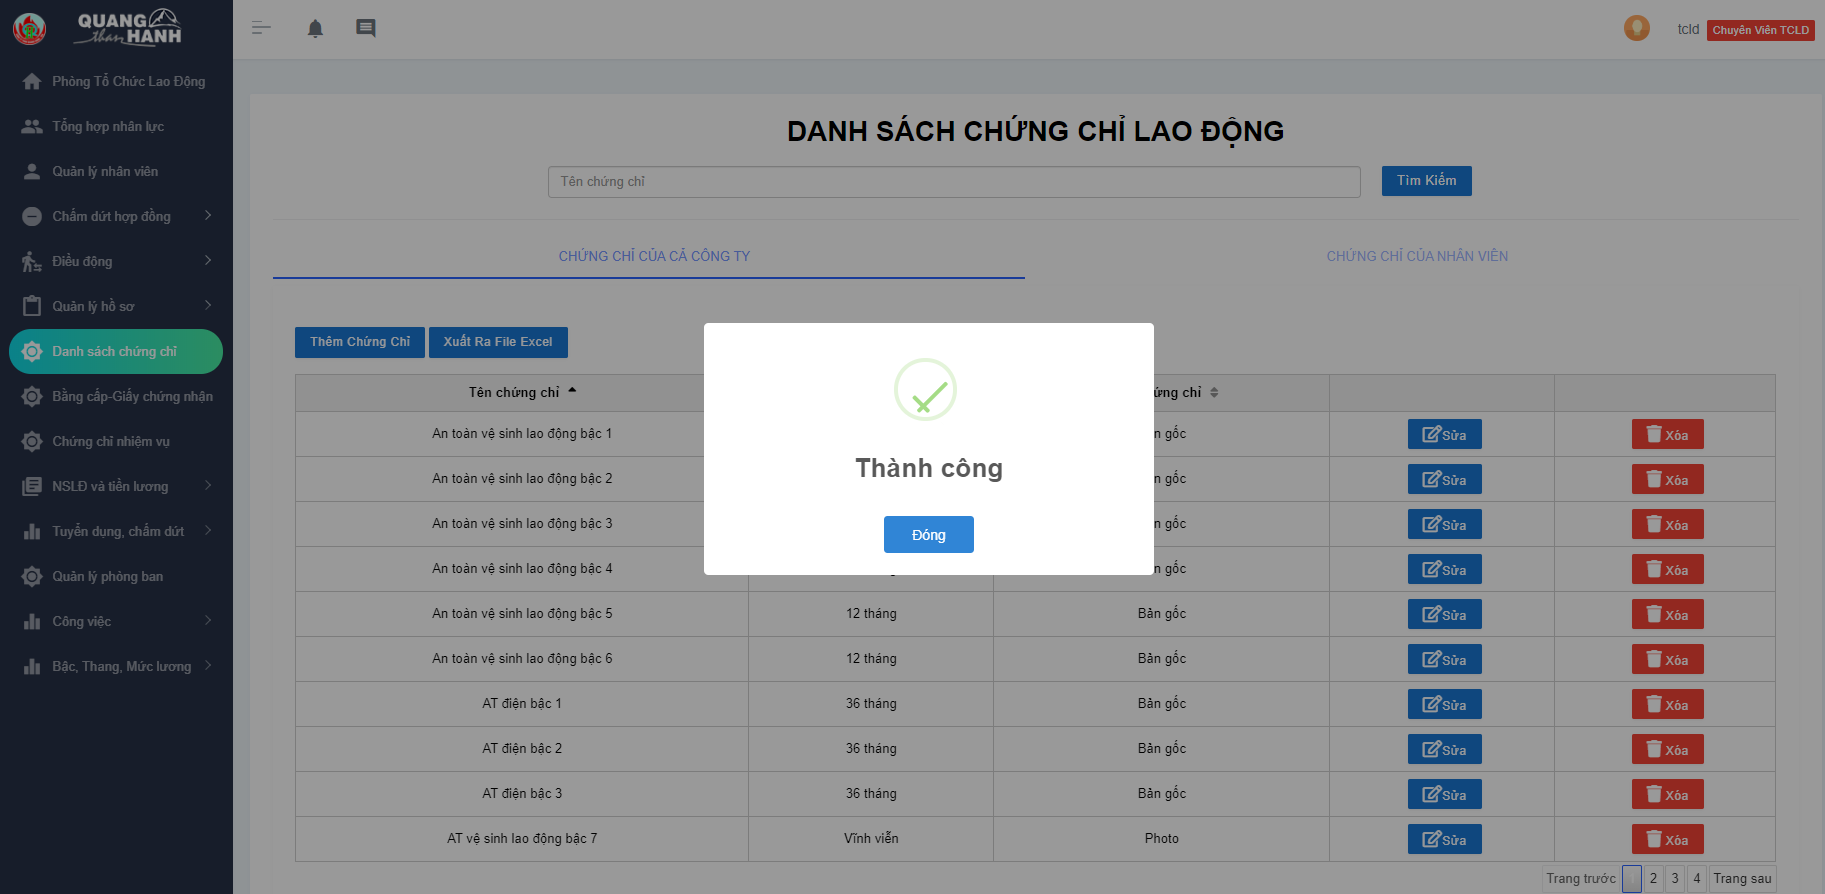 QUANG
than HANH
tcld Chuyên Viên TCLD
Phòng Tổ Chức Lao Động
Tổng hợp nhân lực
Quản lý nhân viên
Chấm dứt hợp đồng
Điều động
Quản lý hồ sơ
Danh sách chứng chỉ
Bằng cấp-Giấy chứng nhận
Chứng chỉ nhiệm vụ
NSLĐ và tiền lương
Tuyển dụng, chấm dứt
Quản lý phòng ban
Công việc
Bậc, Thang, Mức lương
DANH SÁCH CHỨNG CHỈ LAO ĐỘNG
Tên chứng chỉ Tìm Kiếm
CHỨNG CHỈ CỦA CẢ CÔNG TY CHỨNG CHỈ CỦA NHÂN VIÊN
Thêm Chứng Chỉ Xuất Ra File Excel
Thành công
Đóng
Tên chứng chỉ ứng chỉ
An toàn vệ sinh lao động bậc 1 n gốc Sửa Xóa
An toàn vệ sinh lao động bậc 2 n gốc Sửa Xóa
An toàn vệ sinh lao động bậc 3 n gốc Sửa Xóa
An toàn vệ sinh lao động bậc 4 n gốc Sửa Xóa
An toàn vệ sinh lao động bậc 5 12 tháng Bản gốc Sửa Xóa
An toàn vệ sinh lao động bậc 6 12 tháng Bản gốc Sửa Xóa
AT điện bậc 1 36 tháng Bản gốc Sửa Xóa
AT điện bậc 2 36 tháng Bản gốc Sửa Xóa
AT điện bậc 3 36 tháng Bản gốc Sửa Xóa
AT vệ sinh lao động bậc 7 Vĩnh viễn Photo Sửa Xóa
Trang trước 1 2 3 4 Trang sau